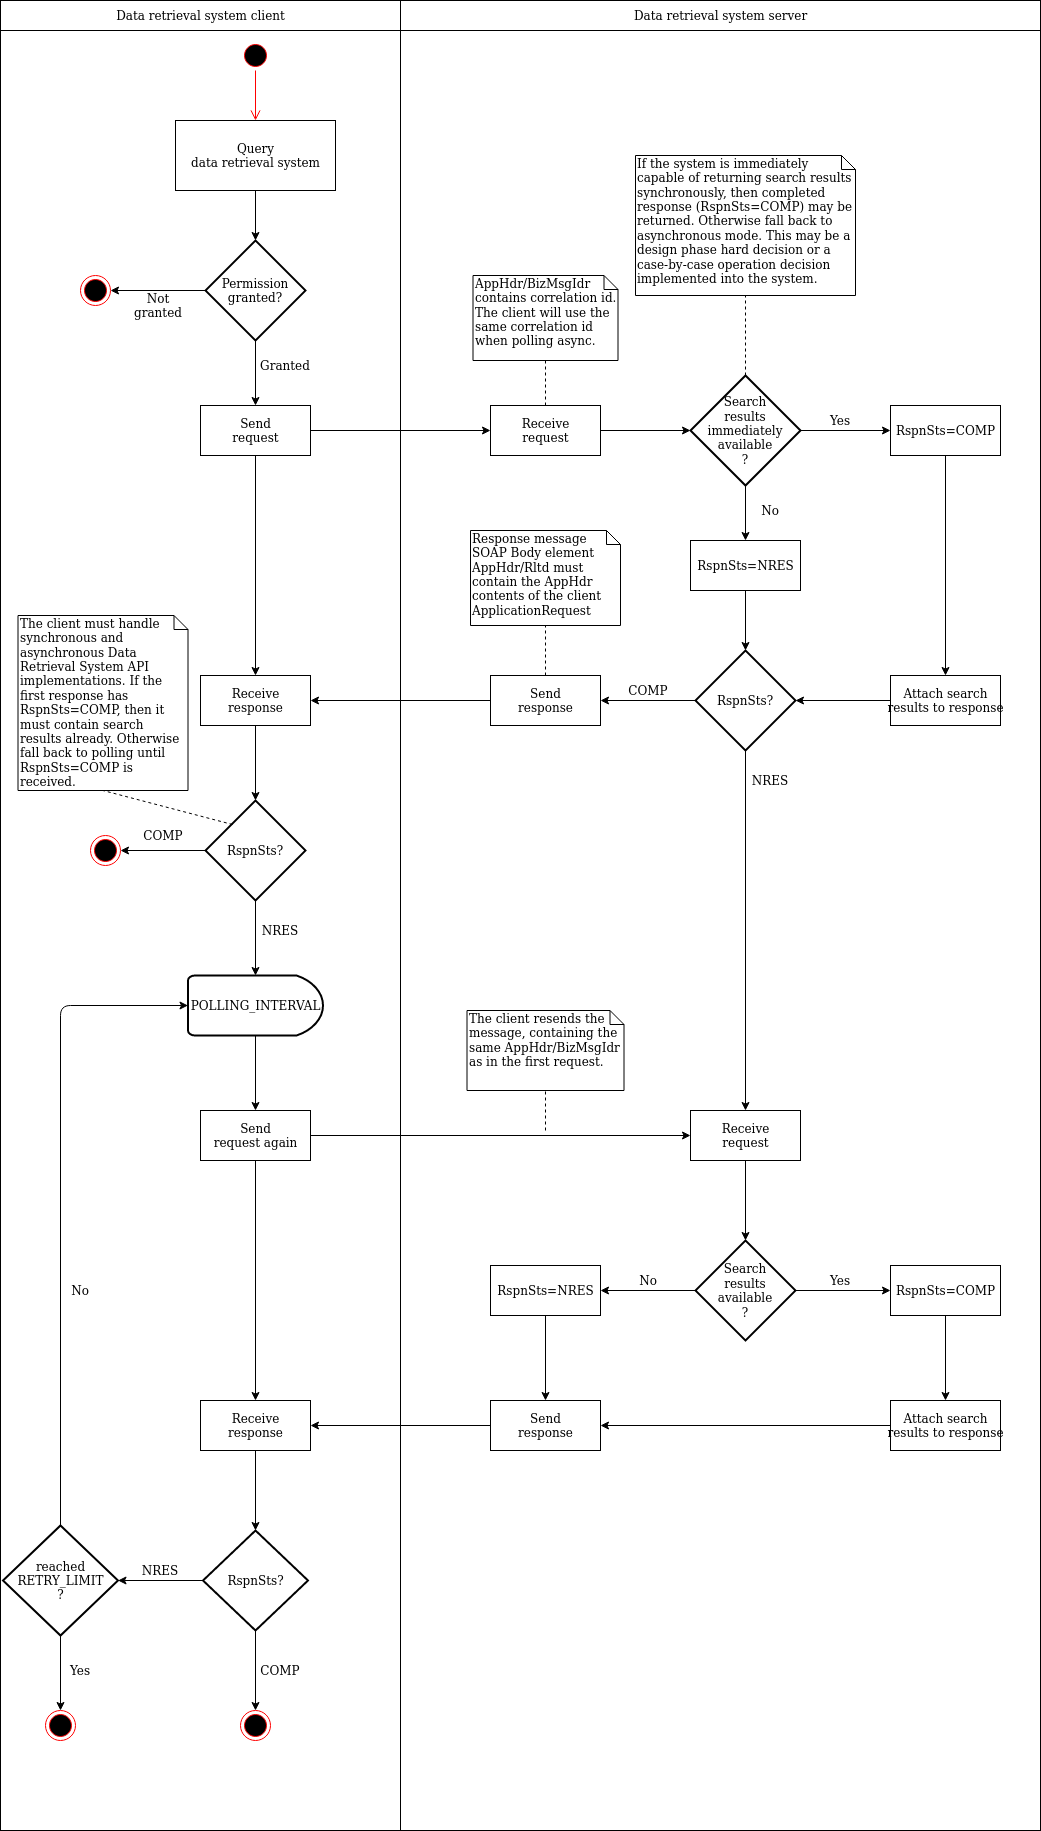 Data retrieval system client
Data retrieval system server
Query
data retrieval system
If the system is immediately
capable of returning search results
synchronously, then completed
response (RspnSts=COMP) may be
returned. Otherwise fall back to
asynchronous mode. This may be a
design phase hard decision or a
case-by-case operation decision
implemented into the system.
Permission
granted?
Not
granted
Granted
AppHdr/BizMsgIdr
contains correlation id.
The client will use the
same correlation id
when polling async.
Send
request
Receive
request
Search
results
immediately
available
?
Yes
RspnSts=COMP
No
RspnSts=NRES
Response message
SOAP Body element
AppHdr/Rltd must
contain the AppHdr
contents of the client
ApplicationRequest
The client must handle
synchronous and
asynchronous Data
Retrieval System API
implementations. If the
first response has
RspnSts=COMP, then it
must contain search
results already. Otherwise
fall back to polling until
RspnSts=COMP is
received.
Receive
response
Send
response
COMP
RspnSts?
Attach search
results to response
NRES
COMP
RspnSts?
NRES
POLLING_INTERVAL
The client resends the
message, containing the
same AppHdr/BizMsgIdr
as in the first request.
Send
request again
Receive
request
No
RspnSts=NRES
No
Search
results
available
?
Yes
RspnSts=COMP
Receive
response
Send
response
Attach search
results to response
reached
RETRY_LIMIT
?
NRES
RspnSts?
Yes
COMP